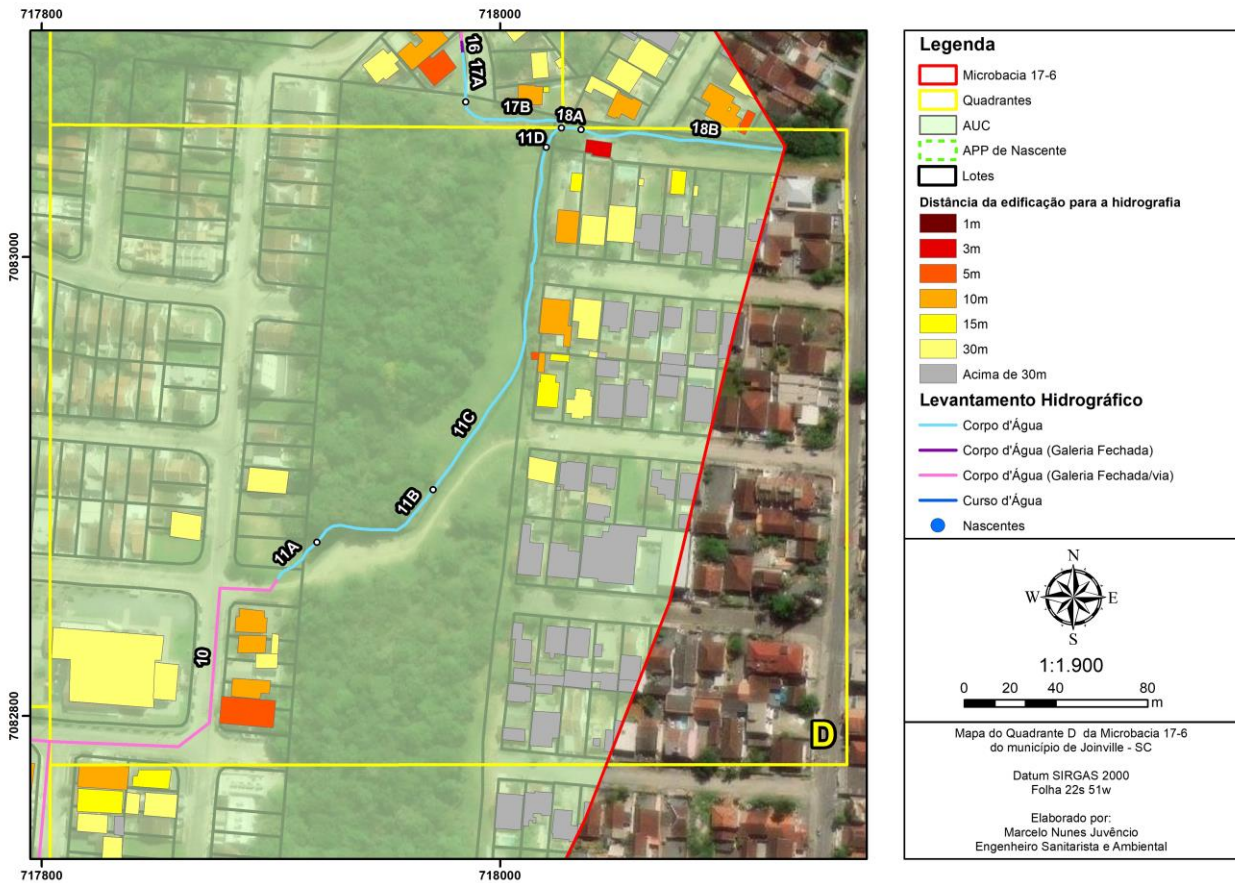 717800
718000
16
17A
17B
18A
18B
11D
7083000
11C
11B
11A
10
7082800
D
717800
718000
Legenda
Microbacia 17-6
Quadrantes
AUC
APP de Nascente
Lotes
Distância da edificação para a hidrografia
1m
3m
5m
10m
15m
30m
Acima de 30m
Levantamento Hidrográfico
Corpo d'Água
Corpo d'Água (Galeria Fechada)
Corpo d'Água (Galeria Fechada/via)
Curso d'Água
Nascentes
N
W E
S
1:1.900
0 20 40 80
m
Mapa do Quadrante D da Microbacia 17-6
do município de Joinville - SC
Datum SIRGAS 2000
Folha 22s 51w
Elaborado por:
Marcelo Nunes Juvêncio
Engenheiro Sanitarista e Ambiental